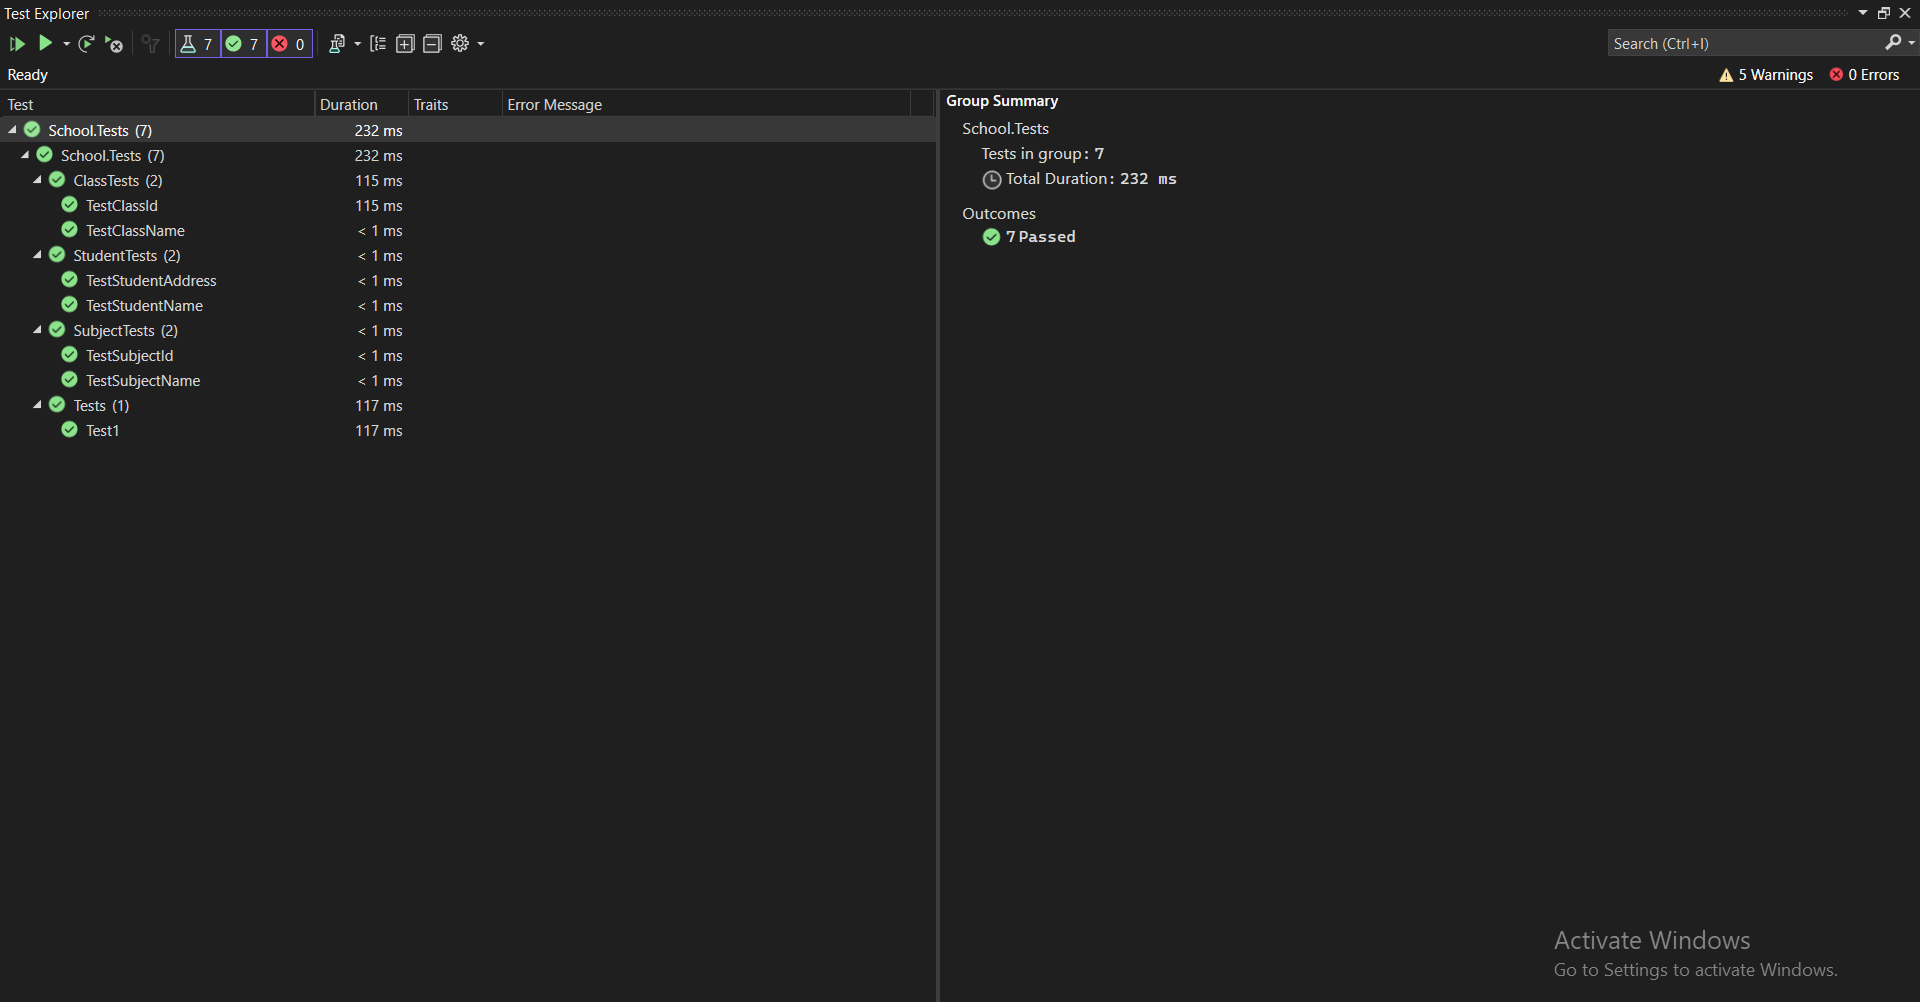 Test Explorer
7 7 0
Search (Ctrl+I)
Ready
5 Warnings 0 Errors
Test Duration Traits Error Message
School.Tests (7) 232 ms
School.Tests (7) 232 ms
ClassTests (2) 115 ms
TestClassId 115 ms
TestClassName < 1 ms
StudentTests (2) < 1 ms
TestStudentAddress < 1 ms
TestStudentName < 1 ms
SubjectTests (2) < 1 ms
TestSubjectId < 1 ms
TestSubjectName < 1 ms
Tests (1) 117 ms
Test1 117 ms
Group Summary
School.Tests
Tests in group: 7
Total Duration: 232 ms
Outcomes
7 Passed
Activate Windows
Go to Settings to activate Windows.